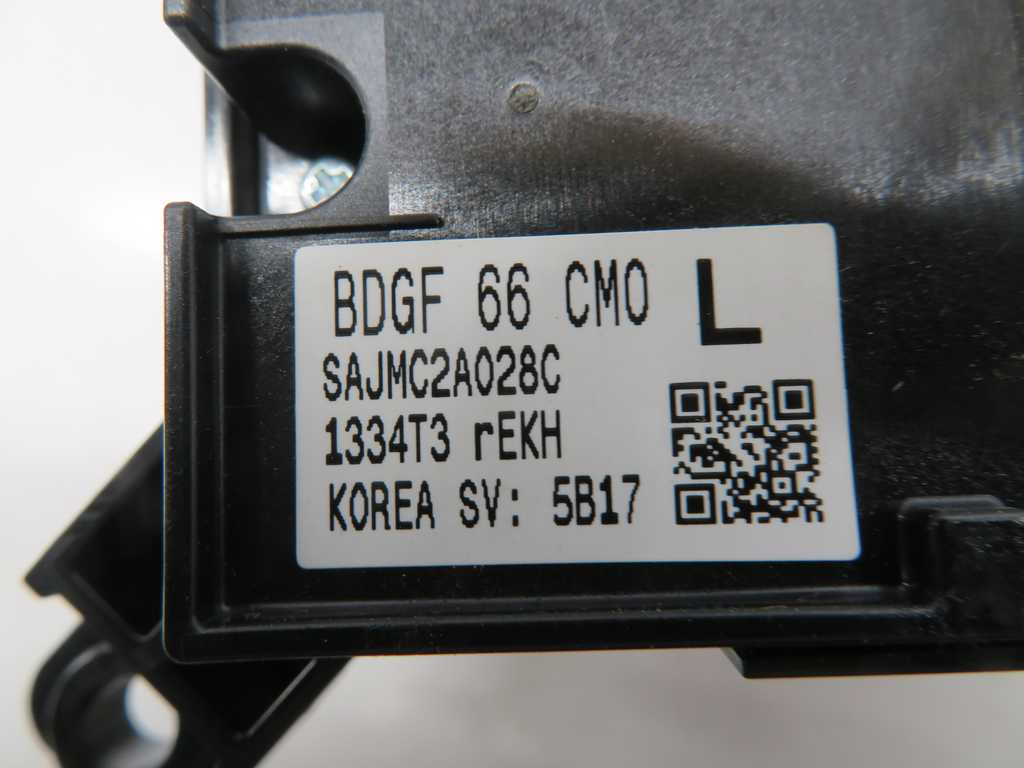 BDGF 66 CM0 L
SAJMC2A028C
1334T3 rEKH
KOREA SV: 5B17